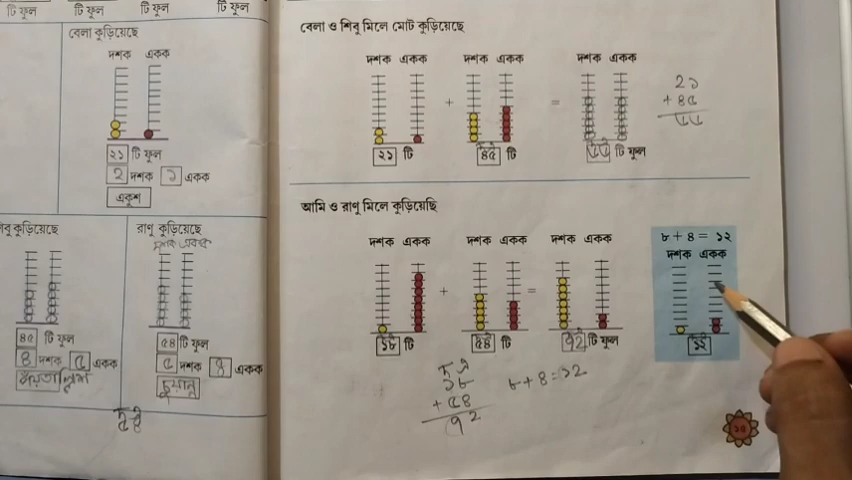 টি ফুল টি ফুল টি ফুল টি ফুল
বেলা কুড়িয়েছে
দশক একক
২১ টি ফুল
২ দশক ১ একক
একুশ
রাণু কুড়িয়েছে
দশক একক
৪৫ টি ফুল
৪ দশক ৫ একক
৫৪ টি ফুল
৫ দশক ৪ একক
বেলা ও শিবু মিলে মোট কুড়িয়েছে
দশক একক দশক একক দশক একক
+ =
২১ টি ৪৫ টি ৬৬ টি ফুল
২১
+ ৪৫
৬৬
আমি ও রাণু মিলে কুড়িয়েছি
দশক একক দশক একক দশক একক
+ =
১৮ টি ৫৪ টি ৭২ টি ফুল
দ এ
১৮
+ ৫৪
৭২
৮ + ৪ = ১২
৮ + ৪ = ১২
দশক একক
১২